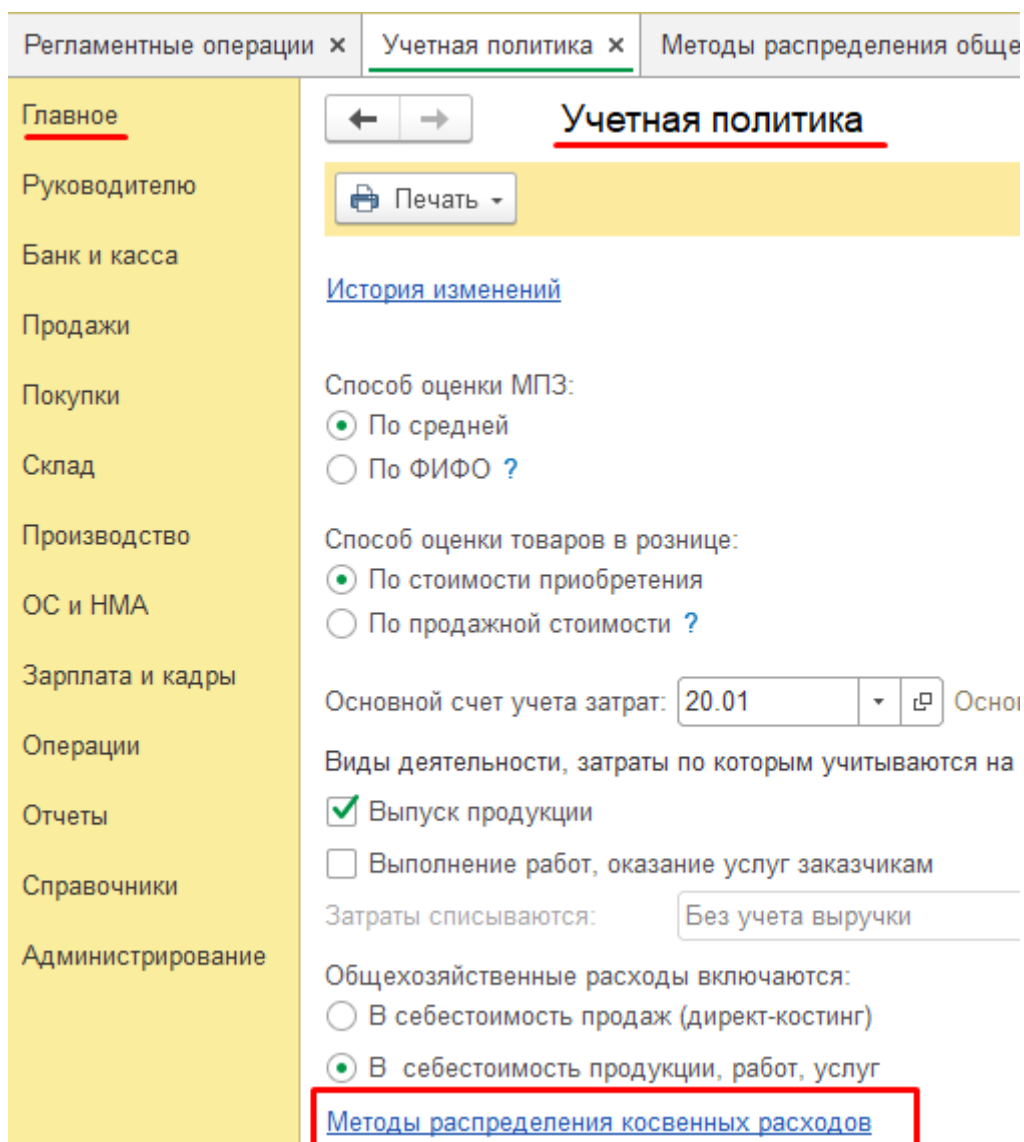 Регламентные операции × Учетная политика × Методы распределения обще
Главное
Руководителю
Банк и касса
Продажи
Покупки
Склад
Производство
ОС и НМА
Зарплата и кадры
Операции
Отчеты
Справочники
Администрирование
Учетная политика
Печать
История изменений
Способ оценки МПЗ:
По средней
По ФИФО ?
Способ оценки товаров в рознице:
По стоимости приобретения
По продажной стоимости ?
Основной счет учета затрат: 20.01 Осно
Виды деятельности, затраты по которым учитываются на
Выпуск продукции
Выполнение работ, оказание услуг заказчикам
Затраты списываются: Без учета выручки
Общехозяйственные расходы включаются:
В себестоимость продаж (директ-костинг)
В себестоимость продукции, работ, услуг
Методы распределения косвенных расходов